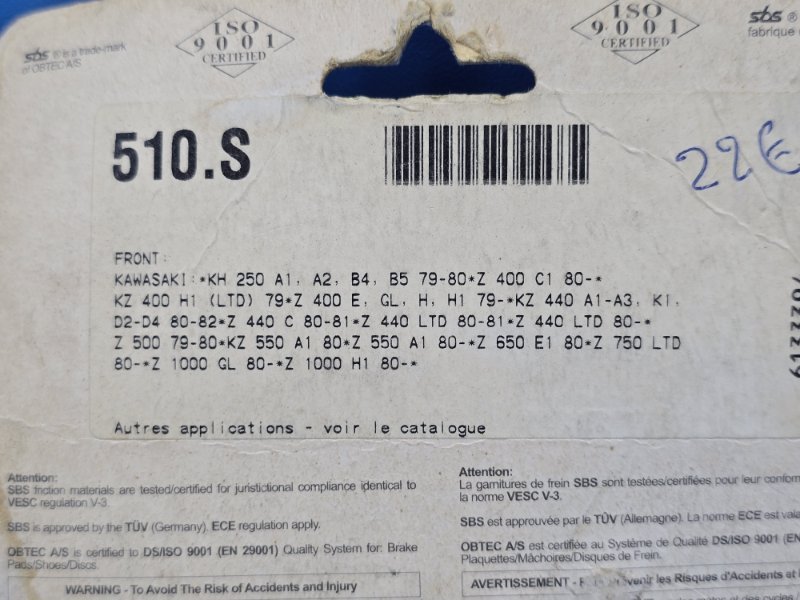 ISO
9001
CERTIFIED
sbs ® is a trade-mark
of OBTEC A/S
ISO
9001
CERTIFIED
sbs ®
fabrique
510.S
22€
FRONT:
KAWASAKI:*KH 250 A1, A2, B4, B5 79-80*Z 400 C1 80-*
KZ 400 H1 (LTD) 79*Z 400 E, GL, H, H1 79-*KZ 440 A1-A3, K1,
D2-D4 80-82*Z 440 C 80-81*Z 440 LTD 80-81*Z 440 LTD 80-*
Z 500 79-80*KZ 550 A1 80*Z 550 A1 80-*Z 650 E1 80*Z 750 LTD
80-*Z 1000 GL 80-*Z 1000 H1 80-*
Autres applications - voir le catalogue
Attention:
SBS friction materials are tested/certified for juristictional compliance identical to
VESC regulation V-3.
SBS is approved by the TÜV (Germany), ECE regulation apply.
OBTEC A/S is certified to DS/ISO 9001 (EN 29001) Quality System for: Brake
Pads/Shoes/Discs.
WARNING - To Avoid The Risk of Accidents and Injury
Attention:
La garnitures de frein SBS sont testées/certifiées pour leur
la norme VESC V-3.
SBS est approuvée par le TÜV (Allemagne). La norme ECE est
OBTEC A/S est certifiée au Système de Qualité DS/ISO 9001 (EN
Plaquettes/Mâchoires/Disques de Frein.
AVERTISSEMENT - les Risques d'Accidents et